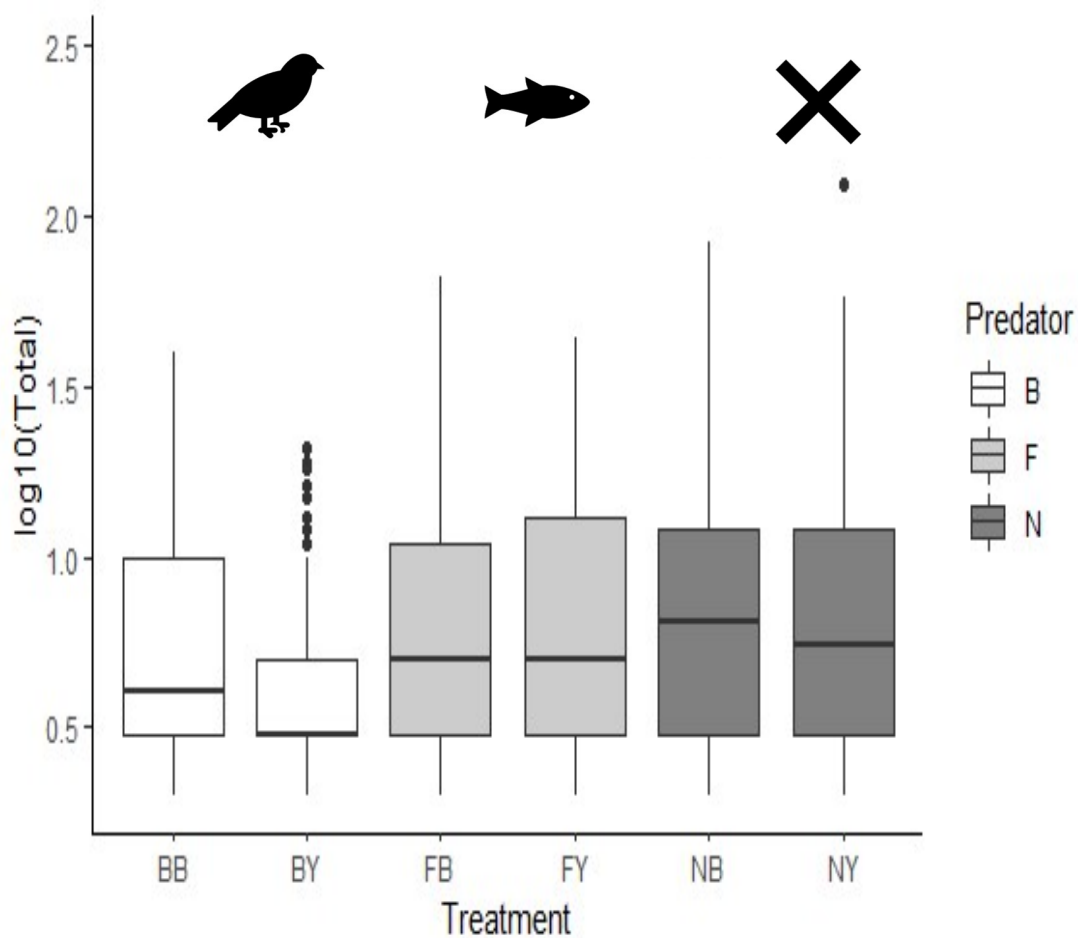 log10(Total)
2.5
2.0
1.5
1.0
0.5
BB BY FB FY NB NY
Treatment
Predator
B
F
N